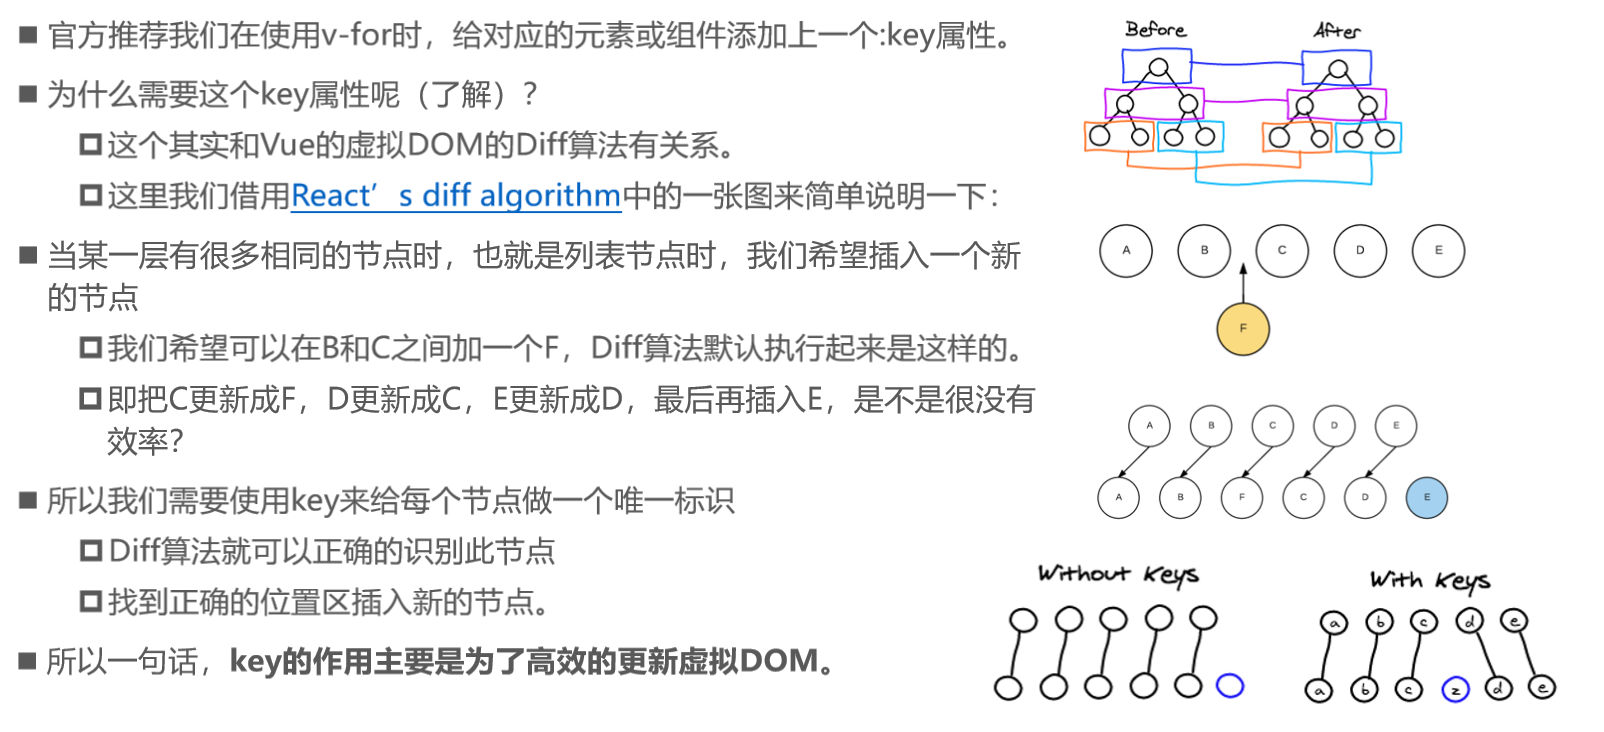 官方推荐我们在使用v-for时，给对应的元素或组件添加上一个:key属性。
为什么需要这个key属性呢（了解）？
这个其实和Vue的虚拟DOM的Diff算法有关系。
这里我们借用React’s diff algorithm中的一张图来简单说明一下：
当某一层有很多相同的节点时，也就是列表节点时，我们希望插入一个新
的节点
我们希望可以在B和C之间加一个F，Diff算法默认执行起来是这样的。
即把C更新成F，D更新成C，E更新成D，最后再插入E，是不是很没有
效率？
所以我们需要使用key来给每个节点做一个唯一标识
Diff算法就可以正确的识别此节点
找到正确的位置区插入新的节点。
所以一句话，key的作用主要是为了高效的更新虚拟DOM。
Before After
A B C D E
F
A B C D E
A B F C D E
Without Keys
With Keys
a b c d e
a b c z d e